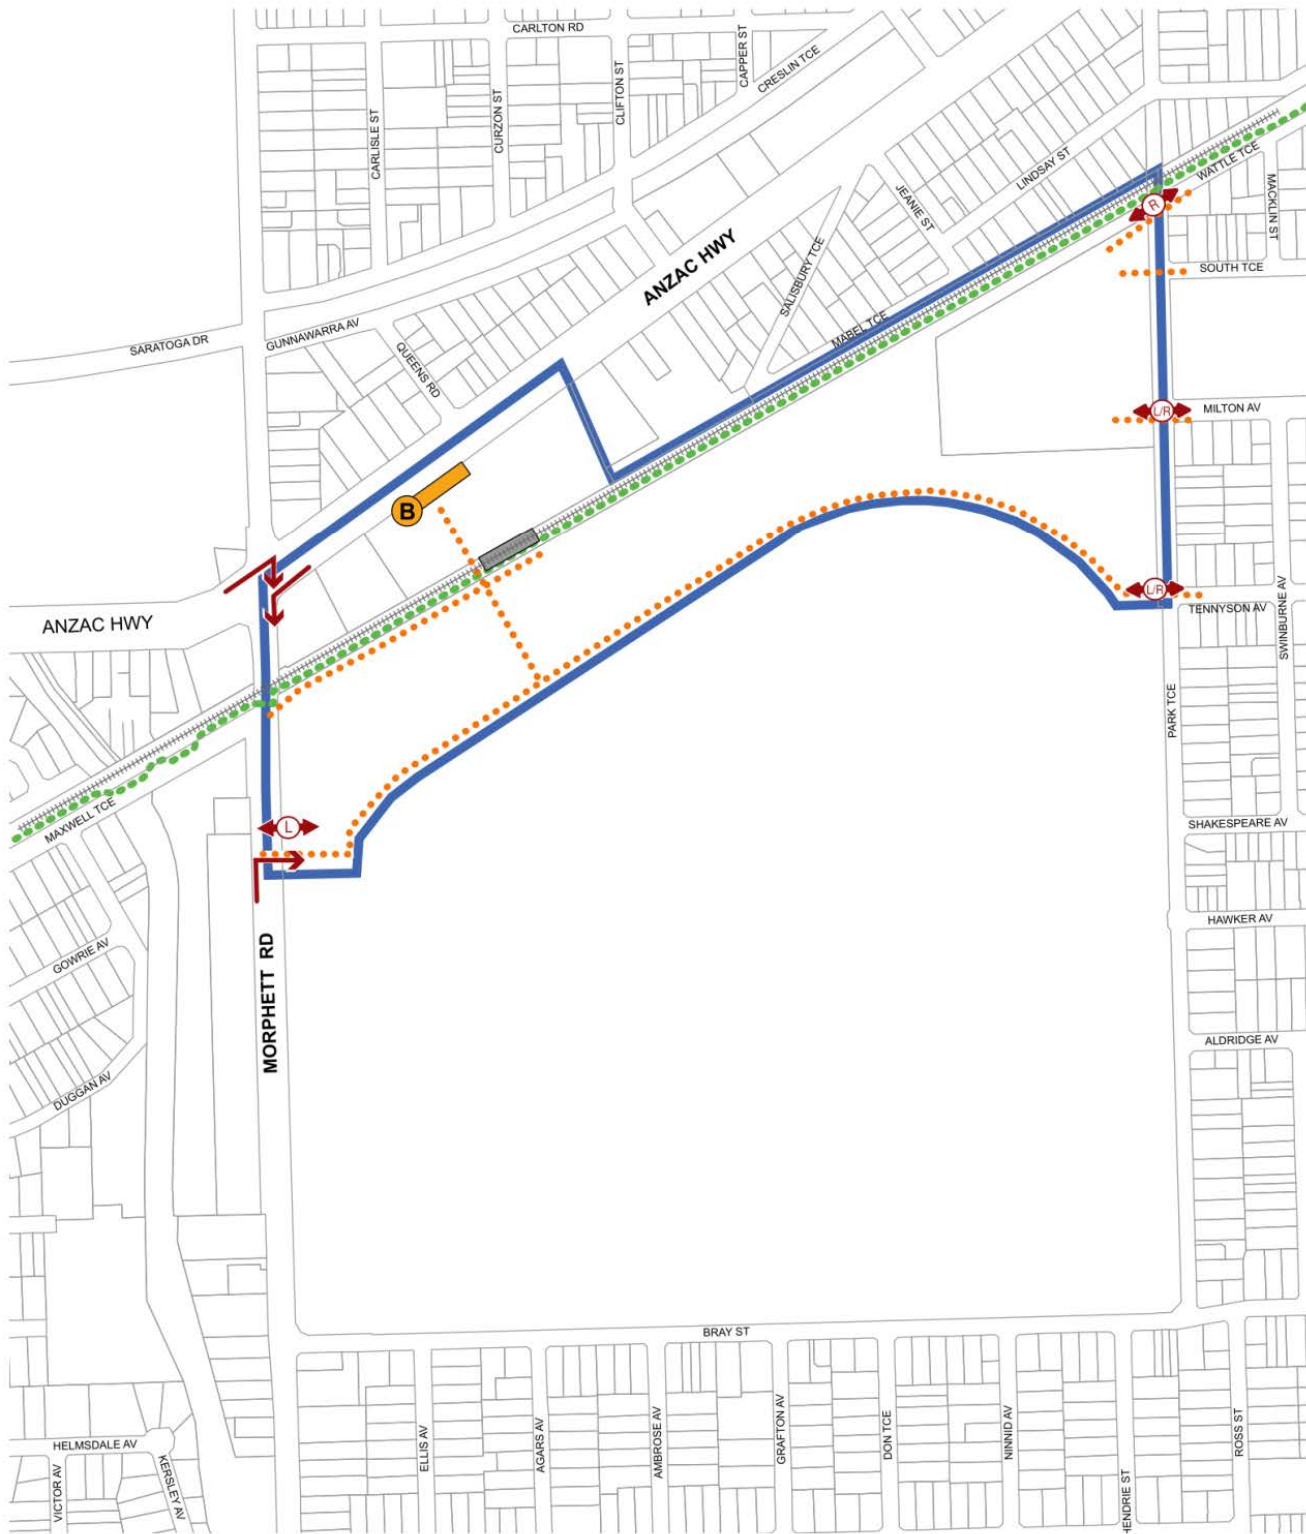 CARLTON RD
CAPPER ST
CRESLIN TCE
CLIFTON ST
CURZON ST
CARLISLE ST
LINDSAY ST
WATTLE TCE
MACKLIN ST
JEANIE ST
R
SOUTH TCE
ANZAC HWY
SALISBURY TCE
MABEL TCE
GUNNAWARRA AV
SARATOGA DR
QUEENS RD
L/R
MILTON AV
B
L/R
TENNYSON AV
SWINBURNE AV
ANZAC HWY
PARK TCE
MAXWELL TCE
L
SHAKESPEARE AV
HAWKER AV
GOWRIE AV
MORPHETT RD
ALDRIDGE AV
DUGGAN AV
BRAY ST
HELMSDALE AV
VICTOR AV
KERSLEY AV
ELLIS AV
AGARS AV
AMBROSE AV
GRAFTON AV
DON TCE
NINNID AV
HENDRIE ST
ROSS ST